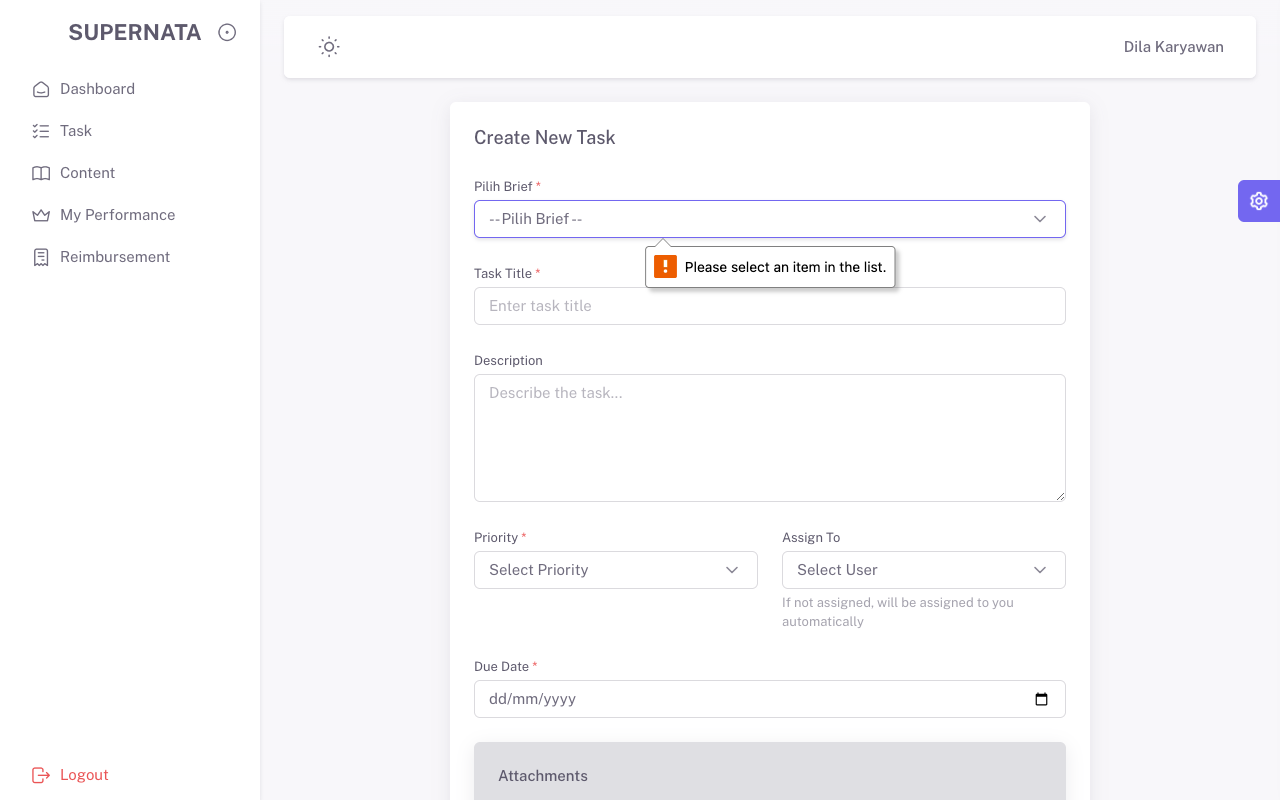 SUPERNATA
Dashboard
Task
Content
My Performance
Reimbursement
Logout
Dila Karyawan
Create New Task
Pilih Brief *
-- Pilih Brief --
Please select an item in the list.
Task Title *
Enter task title
Description
Describe the task...
Priority *
Select Priority
Assign To
Select User
If not assigned, will be assigned to you
automatically
Due Date *
dd/mm/yyyy
Attachments